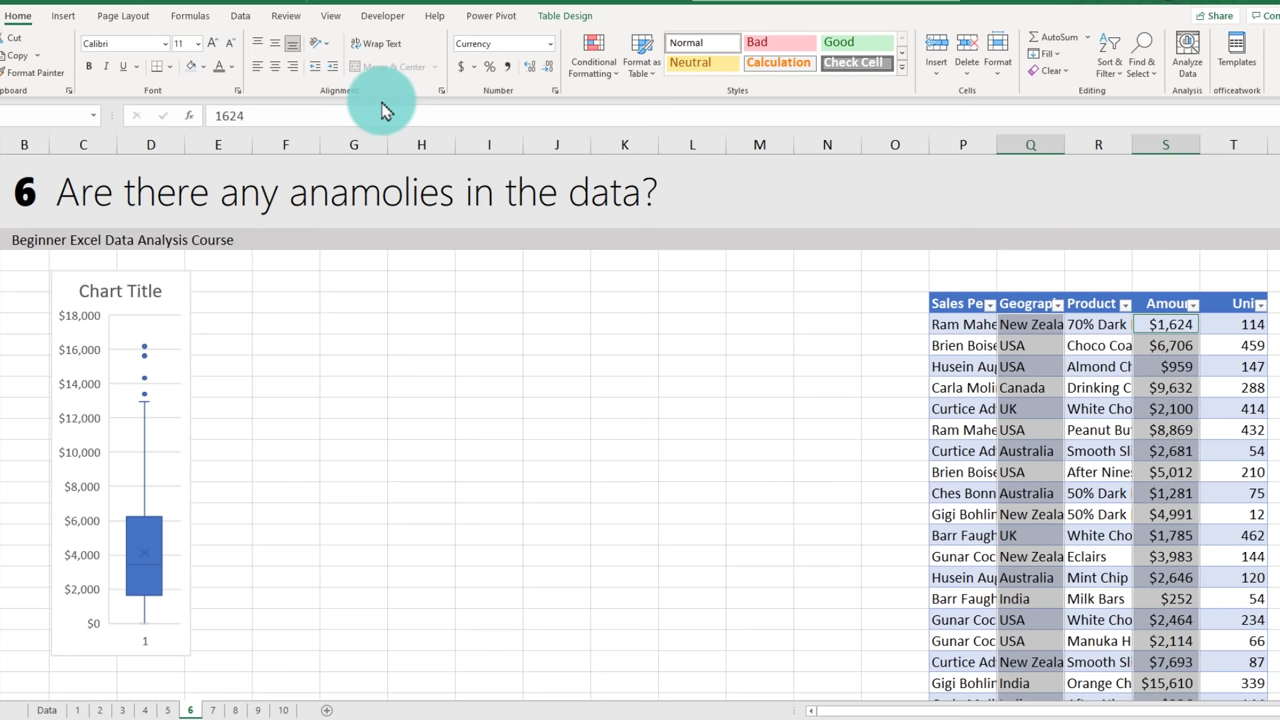 Home Insert Page Layout Formulas Data Review View Developer Help Power Pivot Table Design Share Com
Cut Calibri 11 Wrap Text Currency Normal Bad Good AutoSum
Copy Conditional Format as Insert Delete Format Fill Sort & Find & Analyze Templates
Format Painter B I U A Merge & Center $ % , Formatting Table Neutral Calculation Check Cell Clear Filter Select Data
pboard Font Alignment Number Styles Cells Editing Analysis officeatwork
fx 1624
B C D E F G H I J K L M N O P Q R S T
6 Are there any anamolies in the data?
Beginner Excel Data Analysis Course
Chart Title
$18,000
$16,000
$14,000
$12,000
$10,000
$8,000
$6,000
$4,000
$2,000
$0
1
Sales Pe Geograp Product Amou Uni
Ram Mahe New Zeala 70% Dark $1,624 114
Brien Boise USA Choco Coa $6,706 459
Husein Aug USA Almond Ch $959 147
Carla Moli Canada Drinking C $9,632 288
Curtice Ad UK White Cho $2,100 414
Ram Mahe USA Peanut Bu $8,869 432
Curtice Ad Australia Smooth Sl $2,681 54
Brien Boise USA After Nine $5,012 210
Ches Bonn Australia 50% Dark $1,281 75
Gigi Bohlin New Zeala 50% Dark $4,991 12
Barr Faugh UK White Cho $1,785 462
Gunar Coc New Zeala Eclairs $3,983 144
Husein Aug Australia Mint Chip $2,646 120
Barr Faugh India Milk Bars $252 54
Gunar Coc USA White Cho $2,464 234
Gunar Coc USA Manuka H $2,114 66
Curtice Ad New Zeala Smooth Sl $7,693 87
Gigi Bohlin India Orange Ch $15,610 339
Data 1 2 3 4 5 6 7 8 9 10